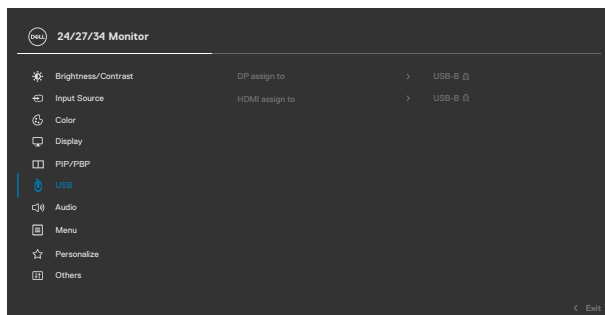 DELL 24/27/34 Monitor
Brightness/Contrast DP assign to > USB-B
Input Source HDMI assign to > USB-B
Color
Display
PIP/PBP
USB
Audio
Menu
Personalize
Others
< Exit